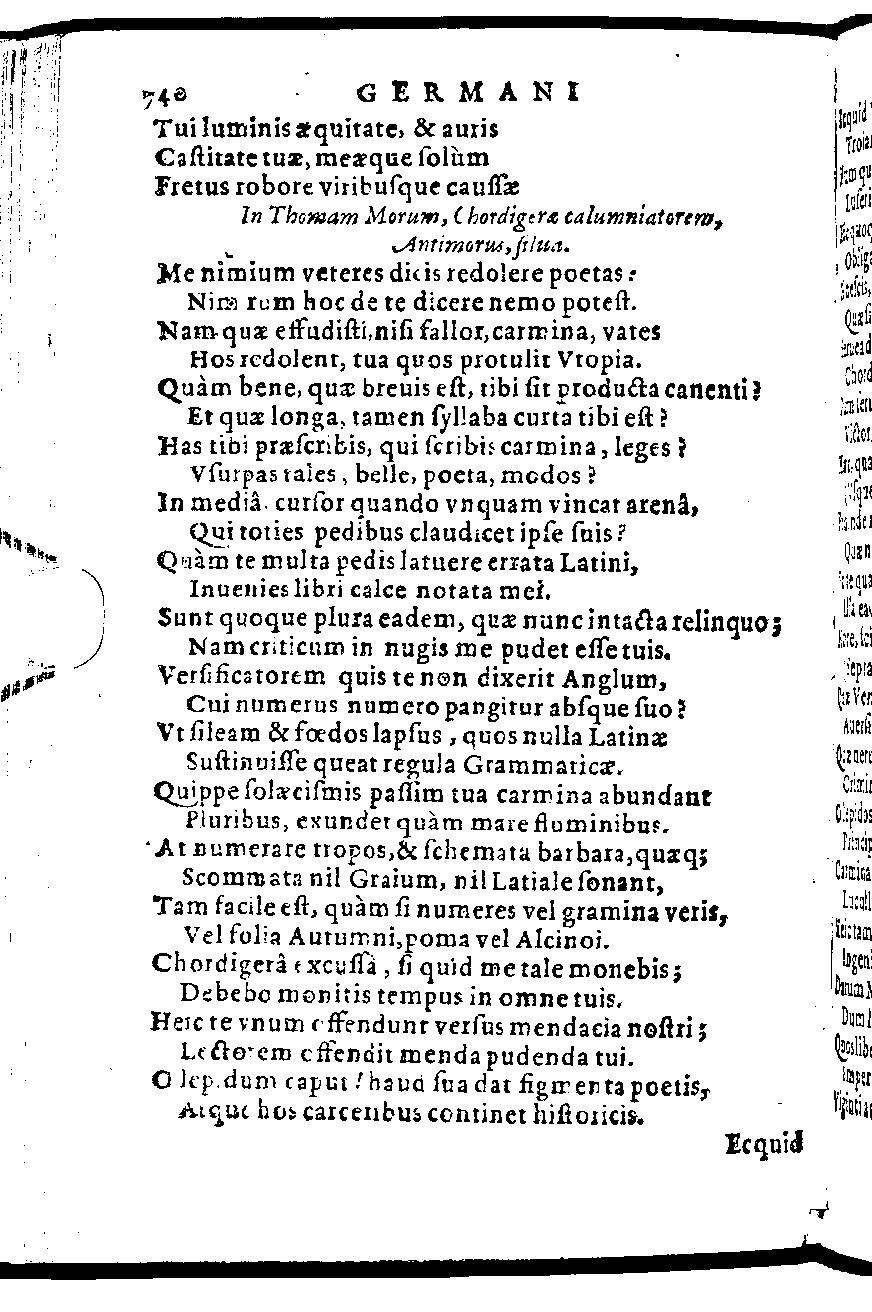 740 GERMANI
Tui luminis æquitate, & auris
Caſtitate tuæ, meæque ſolùm
Fretus robore viribuſque cauſſæ
In Thomam Morum, Chordigeræ calumniatorem,
Antimorus, ſilua.
Me nimium veteres dicis redolere poetas:
Nimirum hoc de te dicere nemo poteſt.
Nam quæ effudiſti, niſi fallor, carmina, vates
Hos redolent, tua quos protulit Vtopia.
Quàm bene, quæ breuis eſt, tibi ſit producta canenti?
Et quæ longa, tamen ſyllaba curta tibi eſt?
Has tibi præſcribis, qui ſcribis carmina, leges?
Vſurpas tales, belle, poeta, modos?
In mediâ curſor quando vnquam vincat arenâ,
Qui toties pedibus claudicet ipſe ſuis?
Quàm te multa pedis latuere errata Latini,
Inuenies libri calce notata mei.
Sunt quoque plura eadem, quæ nunc intacta relinquo;
Nam criticum in nugis me pudet eſſe tuis.
Verſificatorem quis te non dixerit Anglum,
Cui numerus numero pangitur abſque ſuo?
Vt ſileam & fœdos lapſus, quos nulla Latinæ
Suſtinuiſſe queat regula Grammaticæ.
Quippe ſolæciſmis paſſim tua carmina abundant
Pluribus, exundet quàm mare fluminibus.
At numerare tropos, & ſchemata barbara, quæq;
Scommata nil Graium, nil Latiale ſonant,
Tam facile eſt, quàm ſi numeres vel gramina veris,
Vel folia Autumni, poma vel Alcinoi.
Chordigerâ excuſſâ, ſi quid me tale monebis;
Debebo monitis tempus in omne tuis.
Heic te vnum offendunt verſus mendacia noſtri;
Lectorem offendit menda pudenda tui.
O lepidum caput! haud ſua dat figmenta poetis,
Atque hos carceribus continet hiſtoricis.
Ecquid